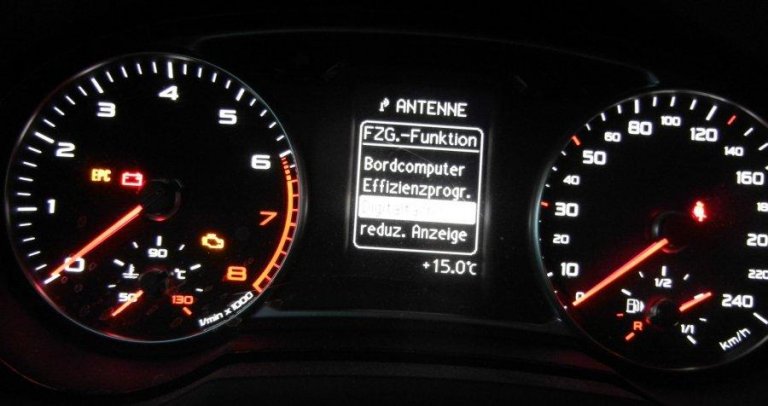 ANTENNE
FZG.-Funktion
Bordcomputer
Effizienzprogr.
reduz. Anzeige
+15.0°C
0
1
2
3
4
5
6
7
8
1/min x 1000
EPC
50
90
130
°C
0
10
20
30
40
50
60
80
100
120
140
160
220
240
km/h
R
1/2
1/1